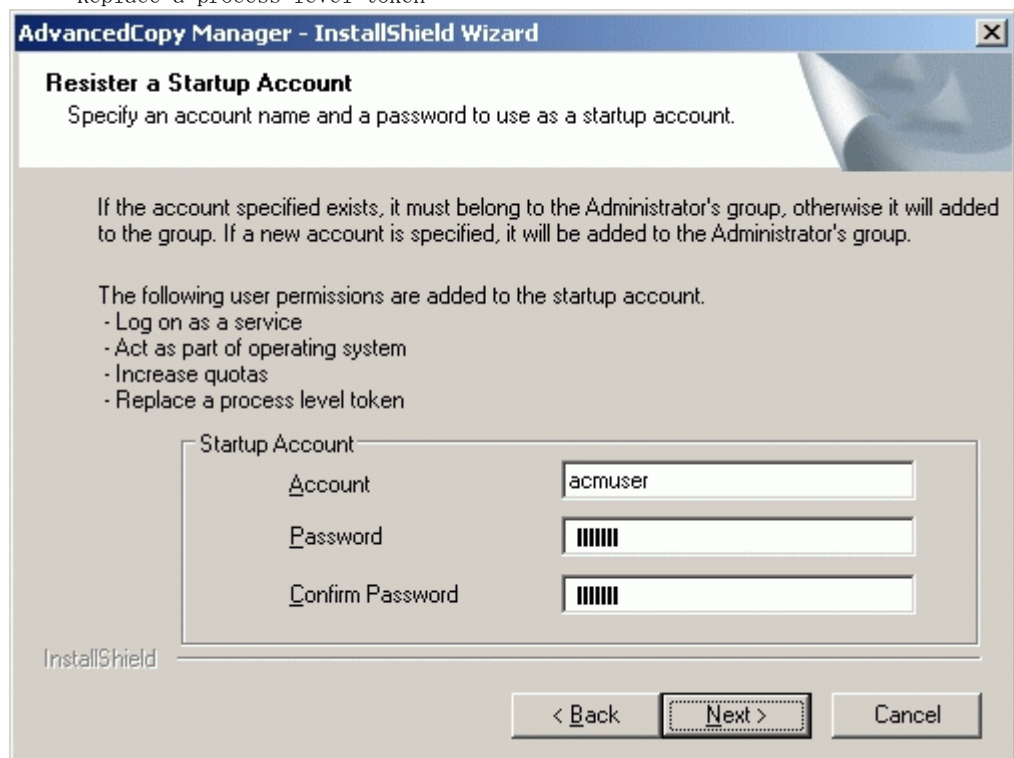 Replace a process level token
AdvancedCopy Manager - InstallShield Wizard
Resister a Startup Account
Specify an account name and a password to use as a startup account.
If the account specified exists, it must belong to the Administrator's group, otherwise it will added
to the group. If a new account is specified, it will be added to the Administrator's group.
The following user permissions are added to the startup account.
- Log on as a service
- Act as part of operating system
- Increase quotas
- Replace a process level token
Startup Account
Account
acmuser
Password
Confirm Password
InstallShield
< Back
Next >
Cancel